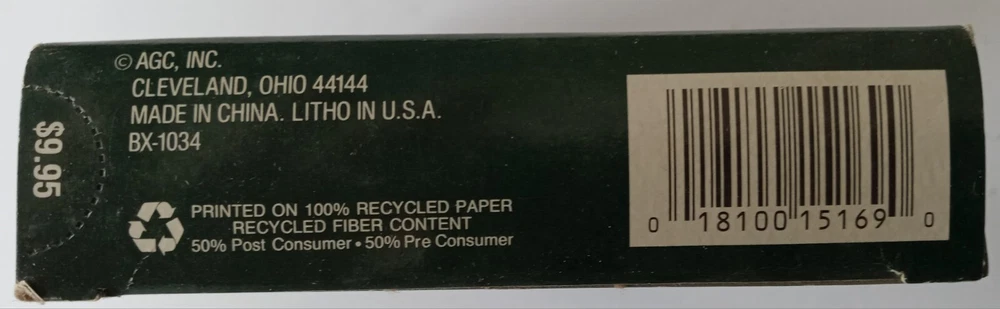 © AGC, INC.
CLEVELAND, OHIO 44144
MADE IN CHINA. LITHO IN U.S.A.
BX-1034
$9.95
PRINTED ON 100% RECYCLED PAPER
RECYCLED FIBER CONTENT
50% Post Consumer • 50% Pre Consumer
0 18100 15169 0